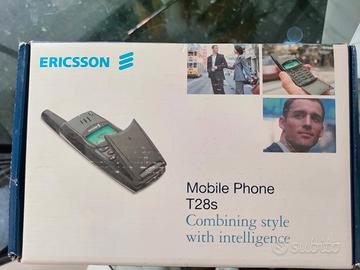 ERICSSON
Mobile Phone
T28s
Combining style
with intelligence
subito